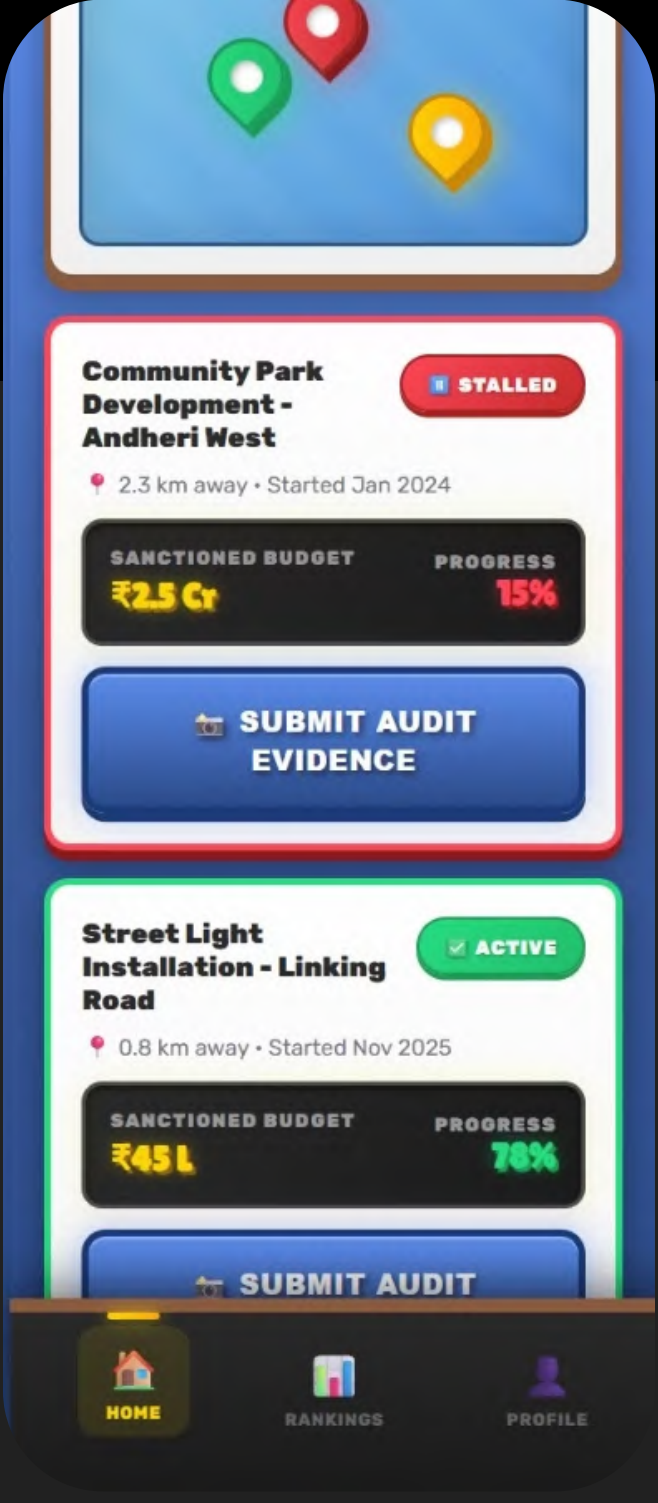 Community Park
Development -
Andheri West
STALLED
2.3 km away • Started Jan 2024
SANCTIONED BUDGET
PROGRESS
₹2.5 Cr
15%
SUBMIT AUDIT
EVIDENCE
Street Light
Installation - Linking
Road
ACTIVE
0.8 km away • Started Nov 2025
SANCTIONED BUDGET
PROGRESS
₹45 L
78%
SUBMIT AUDIT
HOME
RANKINGS
PROFILE